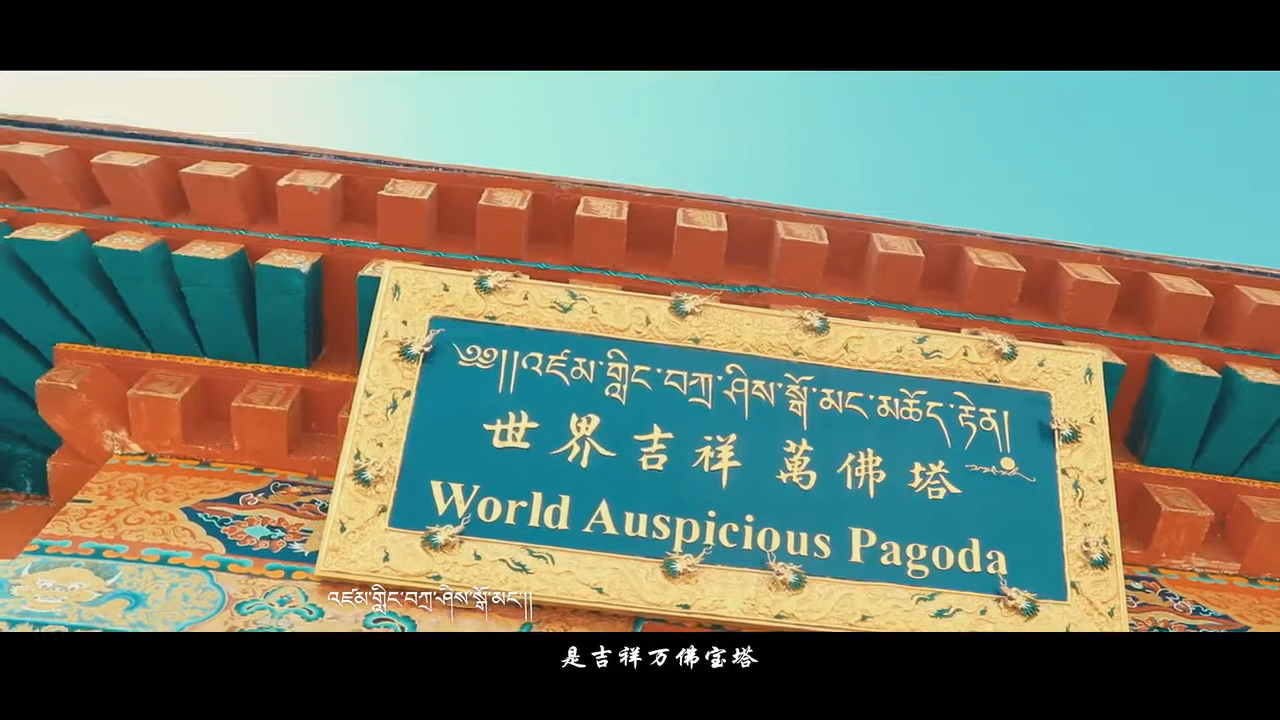 ༄༅།།འཛམ་གླིང་བཀྲ་ཤིས་སྒོ་མང་མཆོད་རྟེན།
世界吉祥萬佛塔
World Auspicious Pagoda
འཛམ་གླིང་བཀྲ་ཤིས་སྒོ་མང་།།
是吉祥万佛宝塔